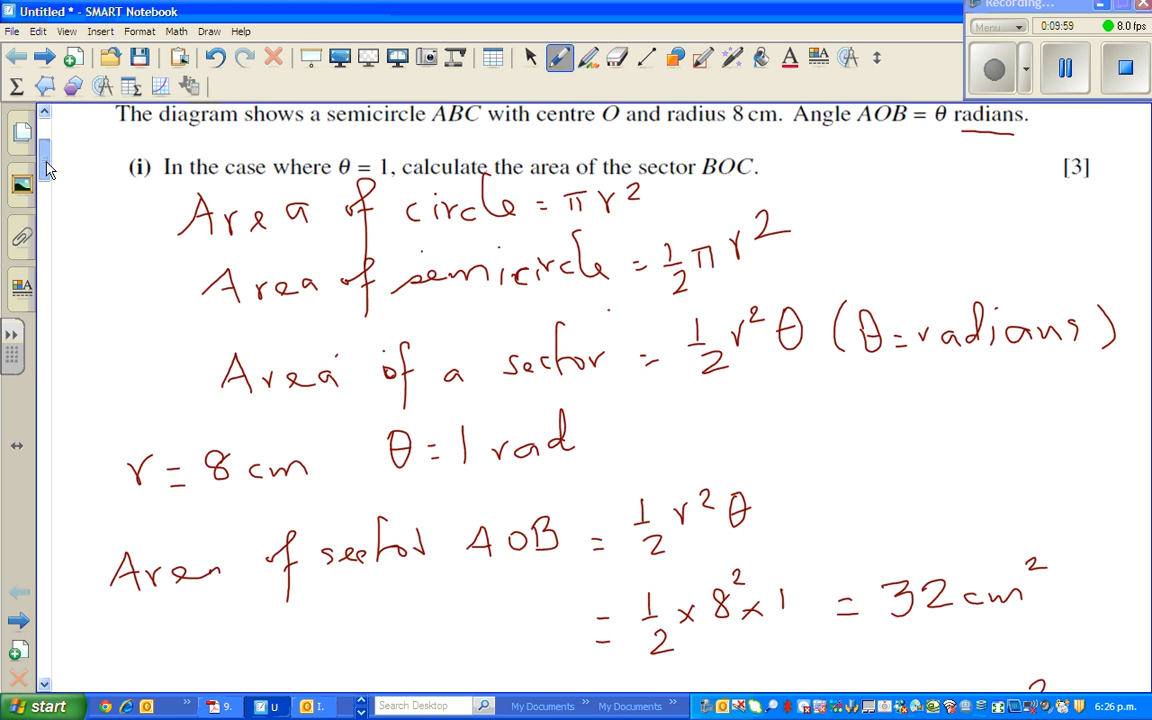 Untitled * - SMART Notebook
Recording...
File Edit View Insert Format Math Draw Help
Menu 0:09:59 8.0 fps
The diagram shows a semicircle ABC with centre O and radius 8 cm. Angle AOB = θ radians.
(i) In the case where θ = 1, calculate the area of the sector BOC. [3]
Area of circle = πr²
Area of semicircle = 1/2 πr²
Area of a sector = 1/2 r²θ (θ = radians)
r = 8 cm θ = 1 rad
Area of sector AOB = 1/2 r²θ
= 1/2 × 8² × 1 = 32 cm²
2
start 9. U I. Search Desktop My Documents My Documents 6:26 p.m.